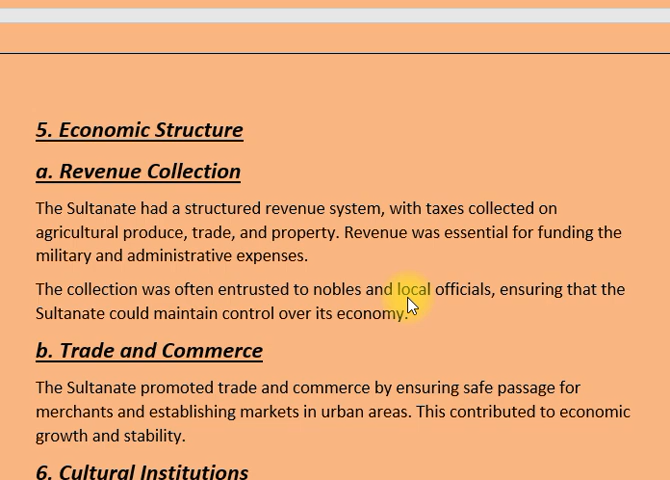 5. Economic Structure
a. Revenue Collection
The Sultanate had a structured revenue system, with taxes collected on
agricultural produce, trade, and property. Revenue was essential for funding the
military and administrative expenses.
The collection was often entrusted to nobles and local officials, ensuring that the
Sultanate could maintain control over its economy.
b. Trade and Commerce
The Sultanate promoted trade and commerce by ensuring safe passage for
merchants and establishing markets in urban areas. This contributed to economic
growth and stability.
6. Cultural Institutions